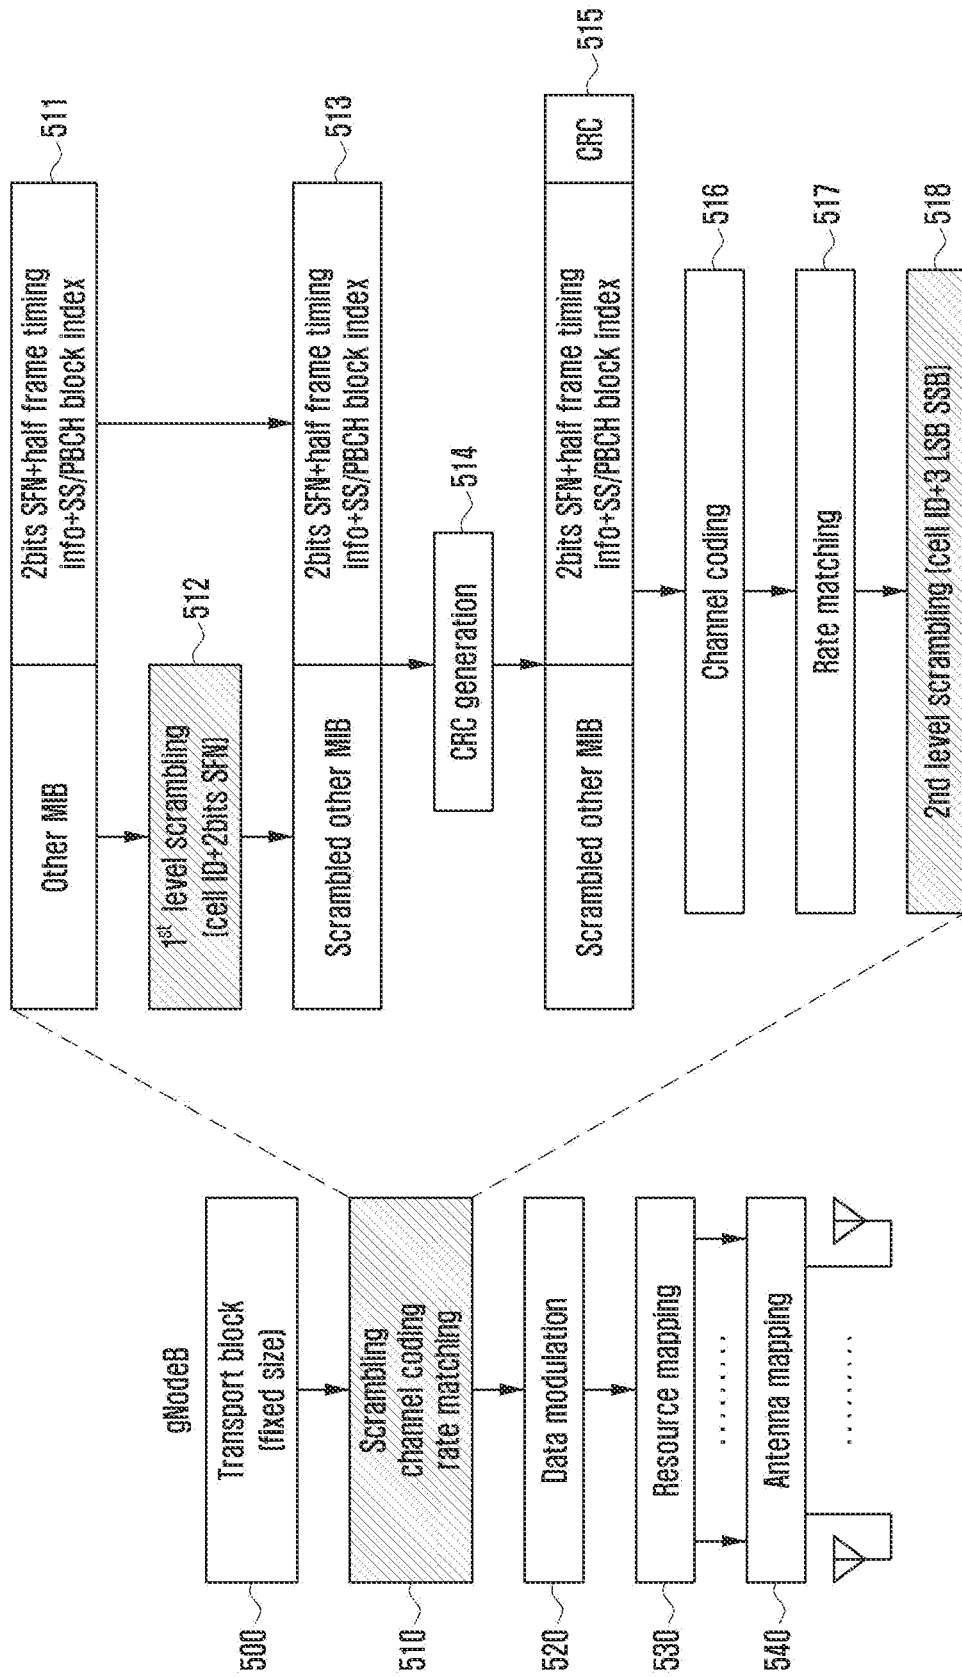 gNodeB
Transport block
(fixed size)
500
Scrambling
channel coding
rate matching
510
Data modulation
520
Resource mapping
530
........
Antenna mapping
540
........
Other MIB
2bits SFN+half frame timing
info+SS/PBCH block index
511
1st level scrambling
(cell ID+2bits SFN)
512
Scrambled other MIB
2bits SFN+half frame timing
info+SS/PBCH block index
513
CRC generation
514
Scrambled other MIB
2bits SFN+half frame timing
info+SS/PBCH block index
CRC
515
Channel coding
516
Rate matching
517
2nd level scrambling (cell ID+3 LSB SSB)
518